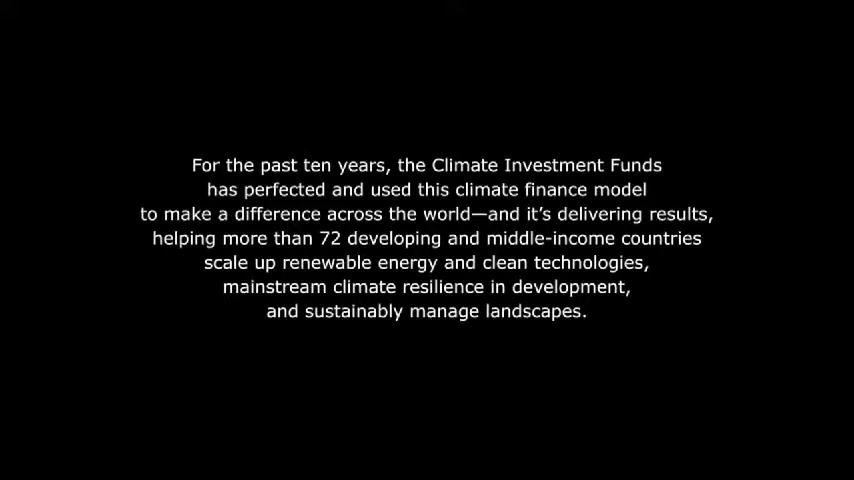 For the past ten years, the Climate Investment Funds
has perfected and used this climate finance model
to make a difference across the world—and it's delivering results,
helping more than 72 developing and middle-income countries
scale up renewable energy and clean technologies,
mainstream climate resilience in development,
and sustainably manage landscapes.